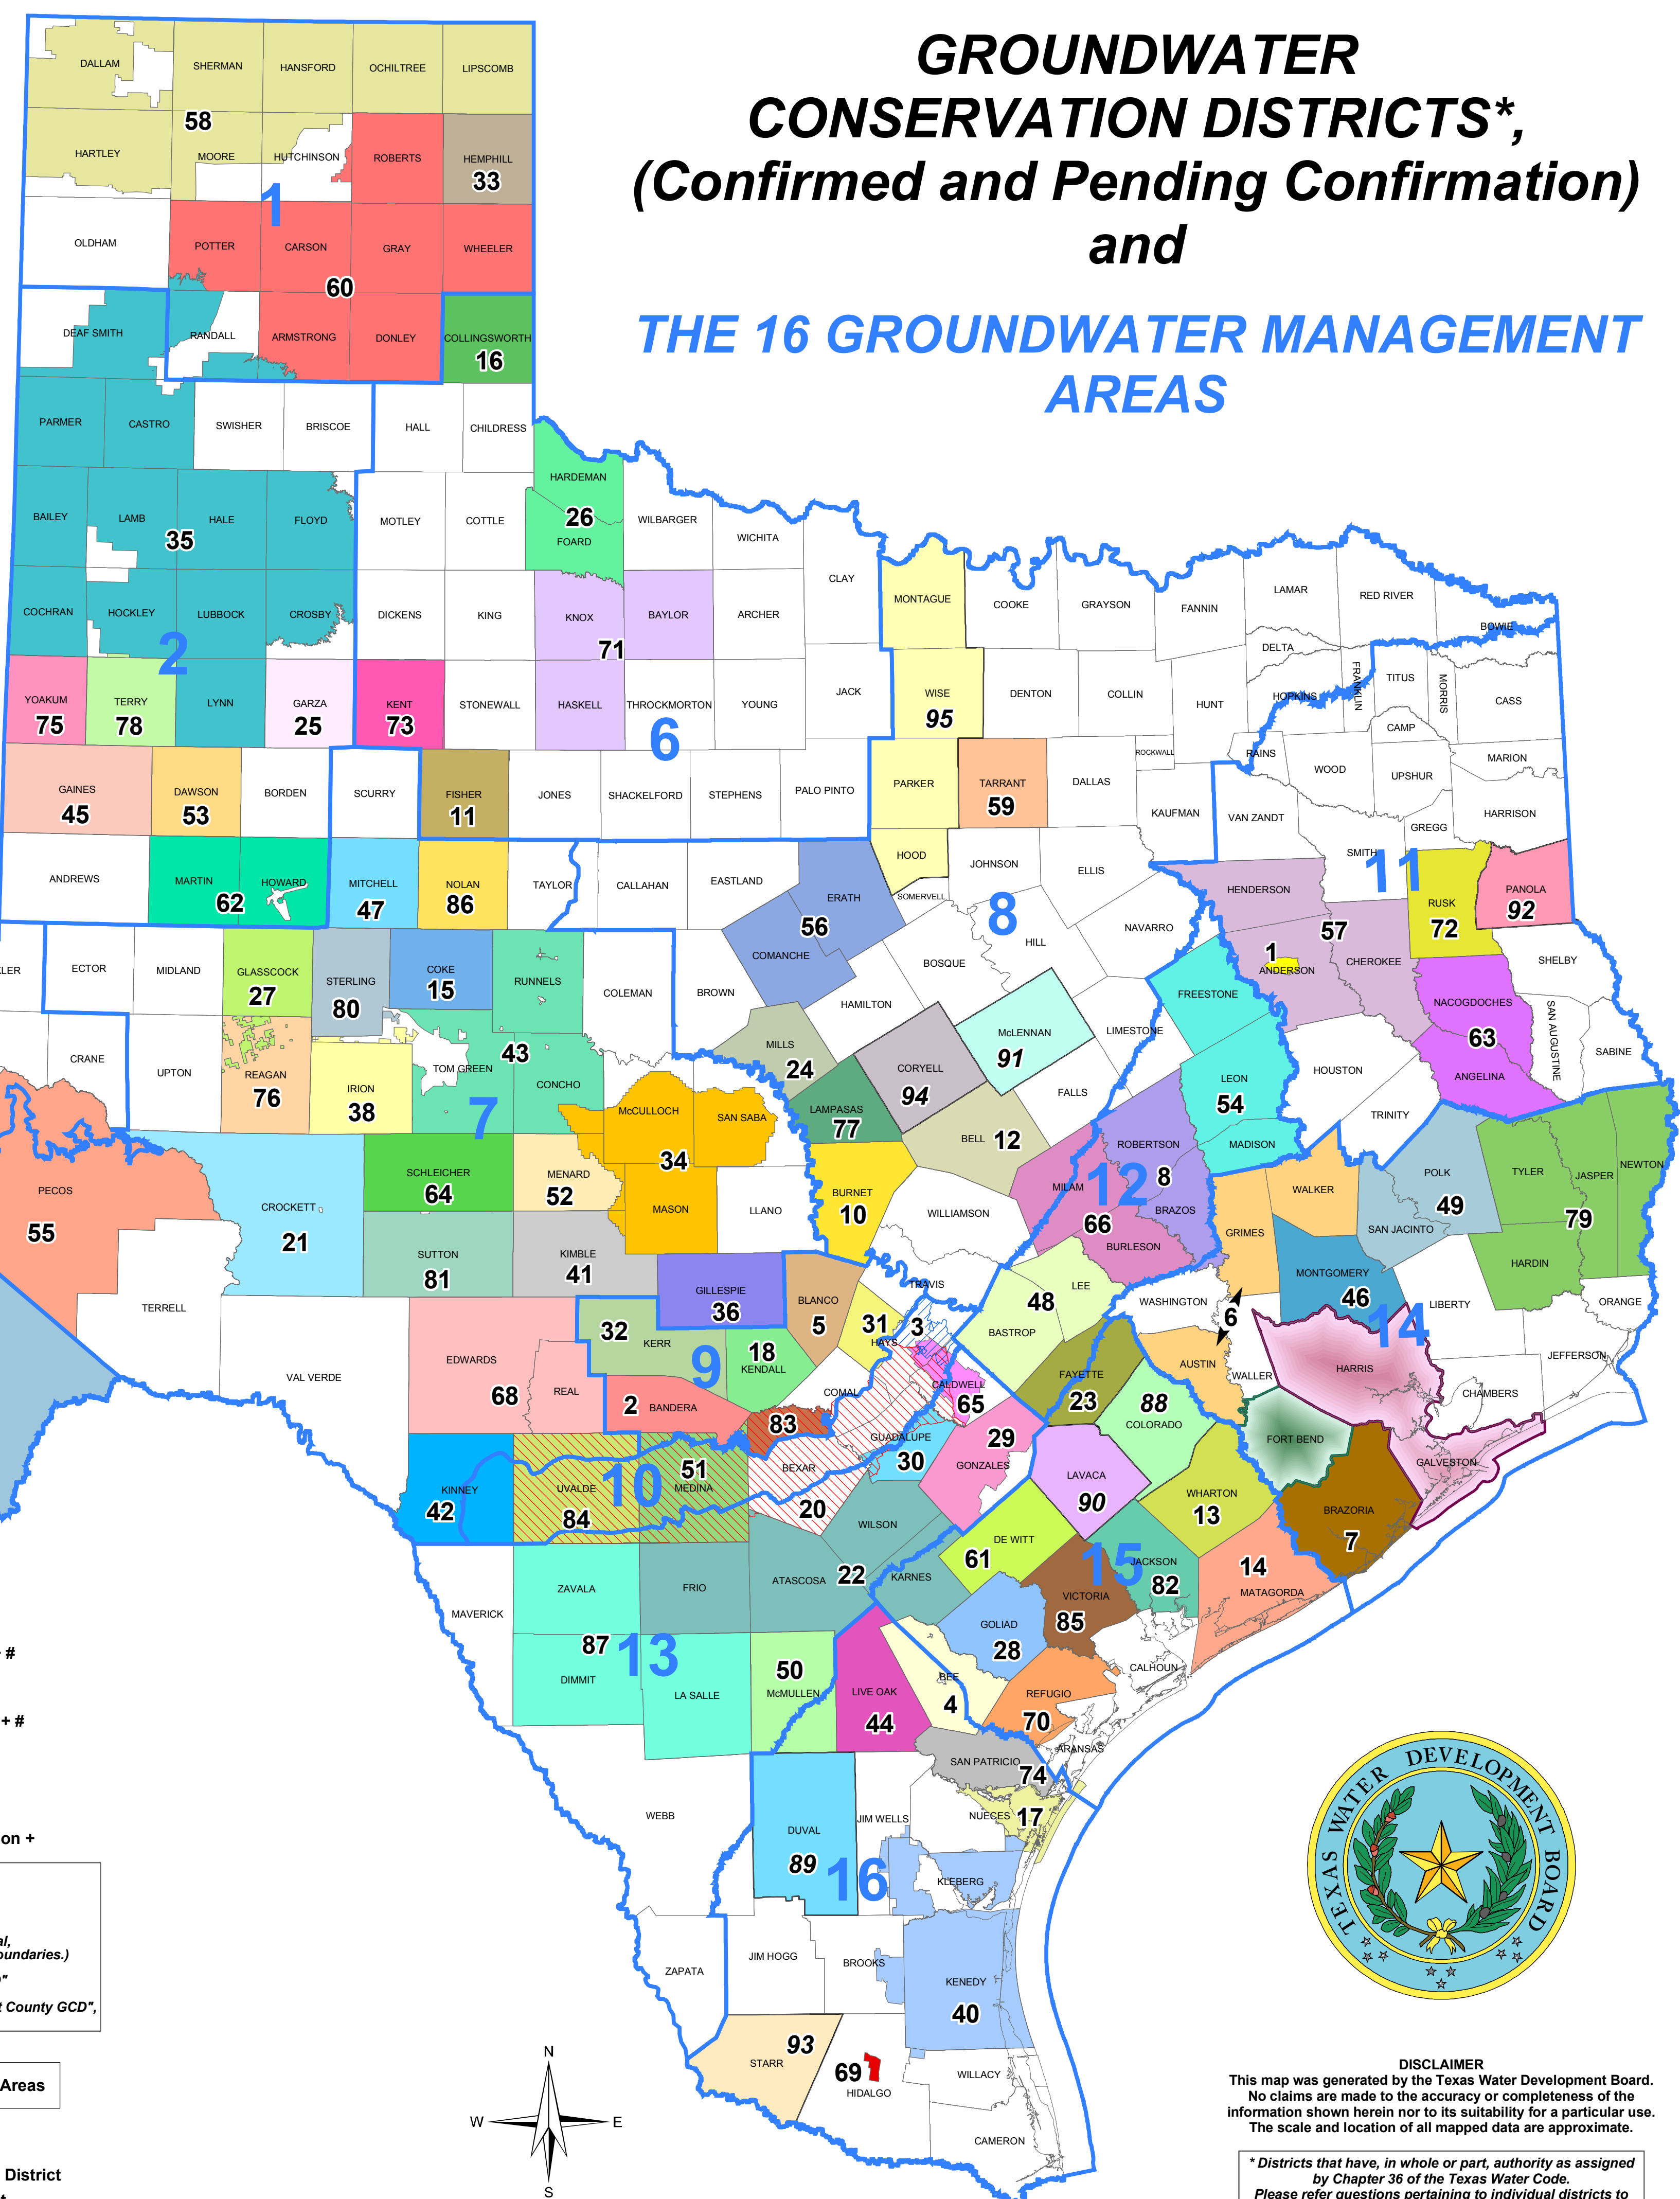 GROUNDWATER
CONSERVATION DISTRICTS*,
(Confirmed and Pending Confirmation)
and
THE 16 GROUNDWATER MANAGEMENT
AREAS
DALLAM
SHERMAN
HANSFORD
OCHILTREE
LIPSCOMB
58
HARTLEY
MOORE
HUTCHINSON
ROBERTS
HEMPHILL
33
1
OLDHAM
POTTER
CARSON
GRAY
WHEELER
60
DEAF SMITH
RANDALL
ARMSTRONG
DONLEY
COLLINGSWORTH
16
PARMER
CASTRO
SWISHER
BRISCOE
HALL
CHILDRESS
HARDEMAN
26
FOARD
BAILEY
LAMB
HALE
FLOYD
MOTLEY
COTTLE
WILBARGER
WICHITA
35
CLAY
MONTAGUE
COOKE
GRAYSON
FANNIN
LAMAR
RED RIVER
BOWIE
COCHRAN
HOCKLEY
LUBBOCK
CROSBY
DICKENS
KING
KNOX
BAYLOR
ARCHER
2
71
DELTA
FRANKLIN
TITUS
MORRIS
CASS
YOAKUM
75
TERRY
78
LYNN
GARZA
25
KENT
73
STONEWALL
HASKELL
THROCKMORTON
YOUNG
JACK
WISE
95
DENTON
COLLIN
HUNT
HOPKINS
CAMP
6
ROCKWALL
RAINS
WOOD
UPSHUR
MARION
GAINES
45
DAWSON
53
BORDEN
SCURRY
FISHER
11
JONES
SHACKELFORD
STEPHENS
PALO PINTO
PARKER
TARRANT
59
DALLAS
KAUFMAN
VAN ZANDT
GREGG
HARRISON
ANDREWS
MARTIN
HOWARD
62
MITCHELL
47
NOLAN
86
TAYLOR
CALLAHAN
EASTLAND
ERATH
56
HOOD
SOMERVELL
JOHNSON
ELLIS
8
HENDERSON
SMITH
11
RUSK
72
PANOLA
92
LER
ECTOR
MIDLAND
GLASSCOCK
27
STERLING
80
COKE
15
RUNNELS
COLEMAN
BROWN
COMANCHE
BOSQUE
HILL
NAVARRO
57
1
ANDERSON
CHEROKEE
SHELBY
HAMILTON
FREESTONE
NACOGDOCHES
63
SAN AUGUSTINE
SABINE
CRANE
UPTON
REAGAN
76
IRION
38
TOM GREEN
43
CONCHO
7
MILLS
24
CORYELL
94
McLENNAN
91
LIMESTONE
FALLS
LEON
54
HOUSTON
ANGELINA
TRINITY
McCULLOCH
SAN SABA
34
LAMPASAS
77
BELL
12
ROBERTSON
8
MADISON
PECOS
55
CROCKETT
21
SCHLEICHER
64
MENARD
52
MASON
LLANO
BURNET
10
WILLIAMSON
MILAM
12
66
BRAZOS
BURLESON
WALKER
GRIMES
POLK
49
SAN JACINTO
TYLER
JASPER
NEWTON
79
HARDIN
TERRELL
SUTTON
81
KIMBLE
41
GILLESPIE
36
BLANCO
5
TRAVIS
31
HAYS
3
48
LEE
BASTROP
WASHINGTON
6
MONTGOMERY
46
14
LIBERTY
ORANGE
VAL VERDE
EDWARDS
68
REAL
32
KERR
9
18
KENDALL
2
BANDERA
COMAL
CALDWELL
65
FAYETTE
23
88
COLORADO
AUSTIN
WALLER
HARRIS
JEFFERSON
CHAMBERS
83
BEXAR
GUADALUPE
30
29
GONZALES
LAVACA
90
FORT BEND
GALVESTON
KINNEY
42
UVALDE
84
10
51
MEDINA
20
WILSON
WHARTON
13
BRAZORIA
7
DE WITT
61
15
JACKSON
82
14
MATAGORDA
MAVERICK
ZAVALA
FRIO
ATASCOSA
22
KARNES
VICTORIA
85
GOLIAD
28
CALHOUN
87
13
DIMMIT
LA SALLE
50
McMULLEN
LIVE OAK
44
BEE
4
REFUGIO
70
ARANSAS
SAN PATRICIO
74
NUECES
17
WEBB
DUVAL
89
JIM WELLS
16
KLEBERG
ZAPATA
JIM HOGG
BROOKS
KENEDY
40
STARR
93
69
HIDALGO
WILLACY
CAMERON
#
+ #
on +
al,
oundaries.)
"
t County GCD",
Areas
District
N
W
E
S
TEXAS WATER DEVELOPMENT BOARD
DISCLAIMER
This map was generated by the Texas Water Development Board.
No claims are made to the accuracy or completeness of the
information shown herein nor to its suitability for a particular use.
The scale and location of all mapped data are approximate.
* Districts that have, in whole or part, authority as assigned
by Chapter 36 of the Texas Water Code.
Please refer questions pertaining to individual districts to